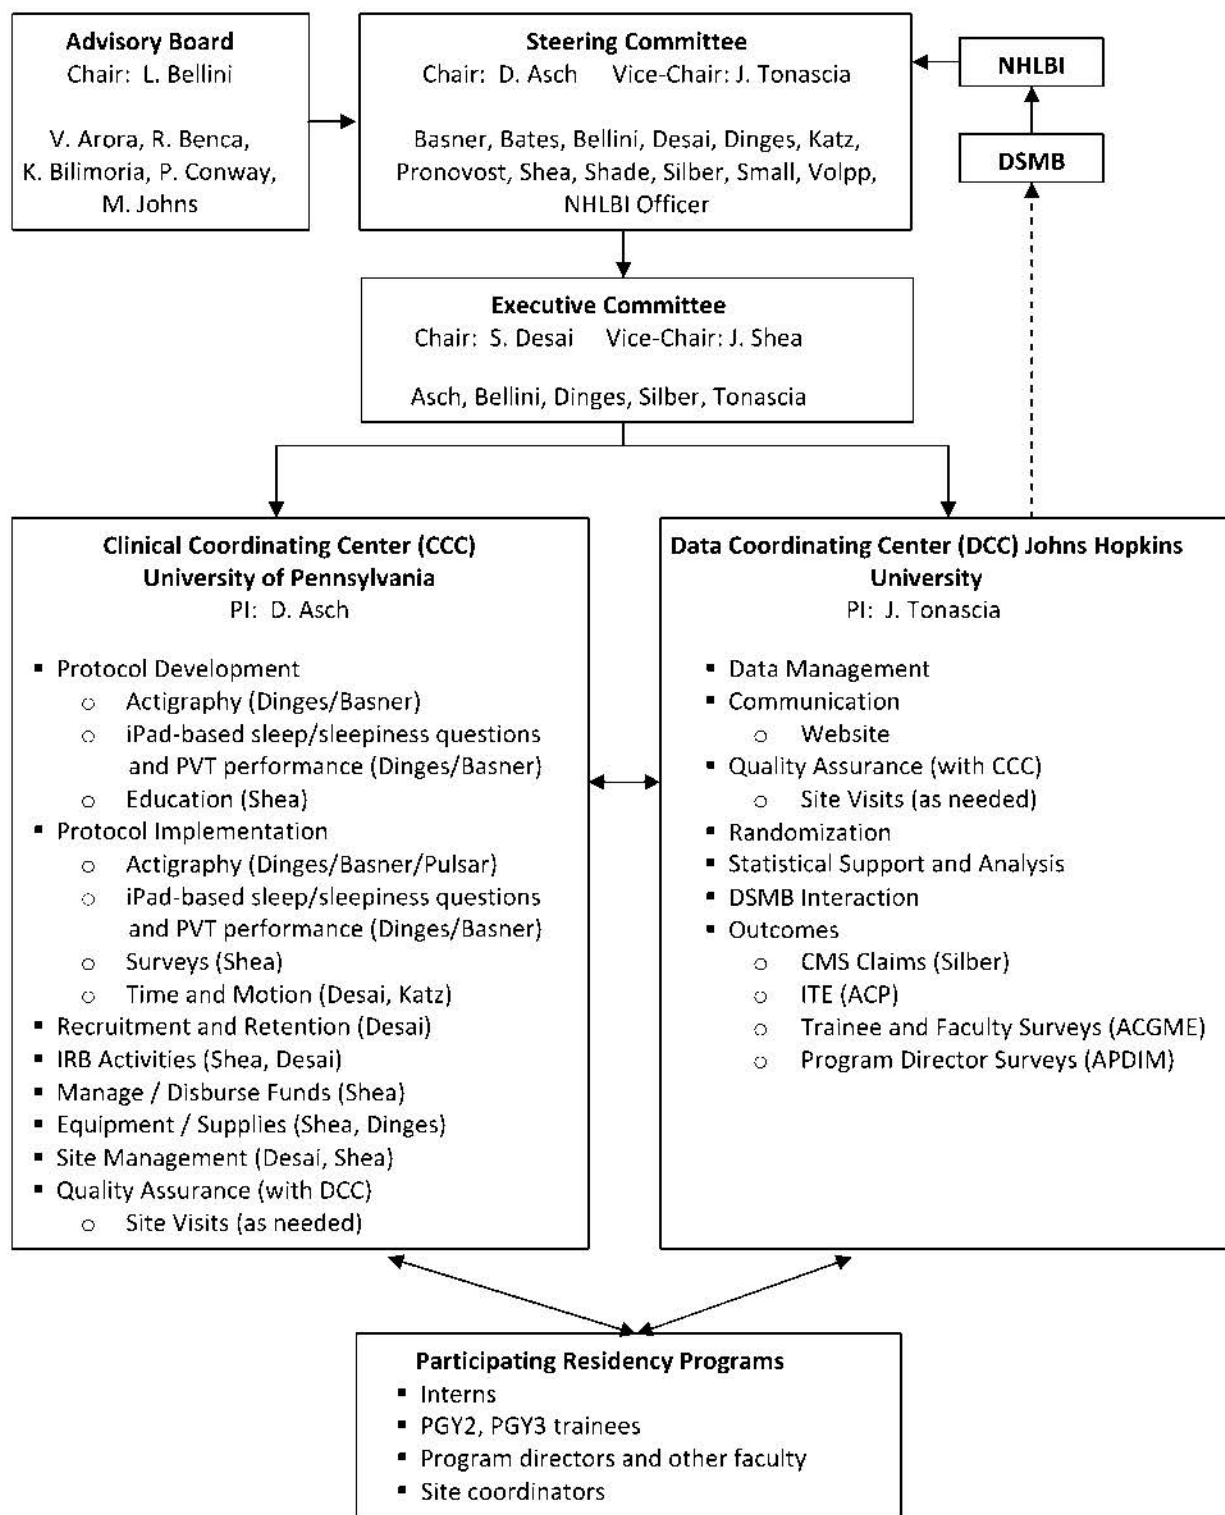 Advisory Board
Chair: L. Bellini
V. Arora, R. Benca,
K. Bilimoria, P. Conway,
M. Johns
Steering Committee
Chair: D. Asch Vice-Chair: J. Tonascia
Basner, Bates, Bellini, Desai, Dinges, Katz,
Pronovost, Shea, Shade, Silber, Small, Volpp,
NHLBI Officer
NHLBI
DSMB
Executive Committee
Chair: S. Desai Vice-Chair: J. Shea
Asch, Bellini, Dinges, Silber, Tonascia
Clinical Coordinating Center (CCC)
University of Pennsylvania
PI: D. Asch
▪ Protocol Development
o Actigraphy (Dinges/Basner)
o iPad-based sleep/sleepiness questions
and PVT performance (Dinges/Basner)
o Education (Shea)
▪ Protocol Implementation
o Actigraphy (Dinges/Basner/Pulsar)
o iPad-based sleep/sleepiness questions
and PVT performance (Dinges/Basner)
o Surveys (Shea)
o Time and Motion (Desai, Katz)
▪ Recruitment and Retention (Desai)
▪ IRB Activities (Shea, Desai)
▪ Manage / Disburse Funds (Shea)
▪ Equipment / Supplies (Shea, Dinges)
▪ Site Management (Desai, Shea)
▪ Quality Assurance (with DCC)
o Site Visits (as needed)
Data Coordinating Center (DCC) Johns Hopkins
University
PI: J. Tonascia
▪ Data Management
▪ Communication
o Website
▪ Quality Assurance (with CCC)
o Site Visits (as needed)
▪ Randomization
▪ Statistical Support and Analysis
▪ DSMB Interaction
▪ Outcomes
o CMS Claims (Silber)
o ITE (ACP)
o Trainee and Faculty Surveys (ACGME)
o Program Director Surveys (APDIM)
Participating Residency Programs
▪ Interns
▪ PGY2, PGY3 trainees
▪ Program directors and other faculty
▪ Site coordinators